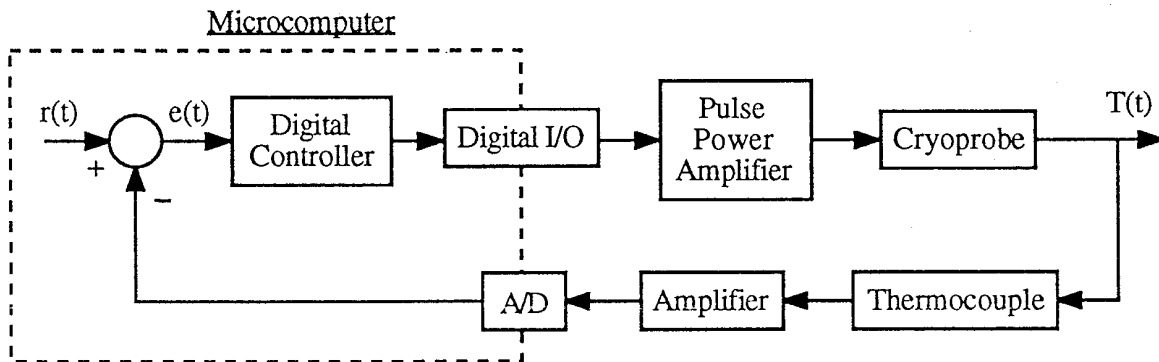 Microcomputer
r(t)
+
−
e(t)
Digital
Controller
Digital I/O
Pulse
Power
Amplifier
Cryoprobe
T(t)
A/D
Amplifier
Thermocouple